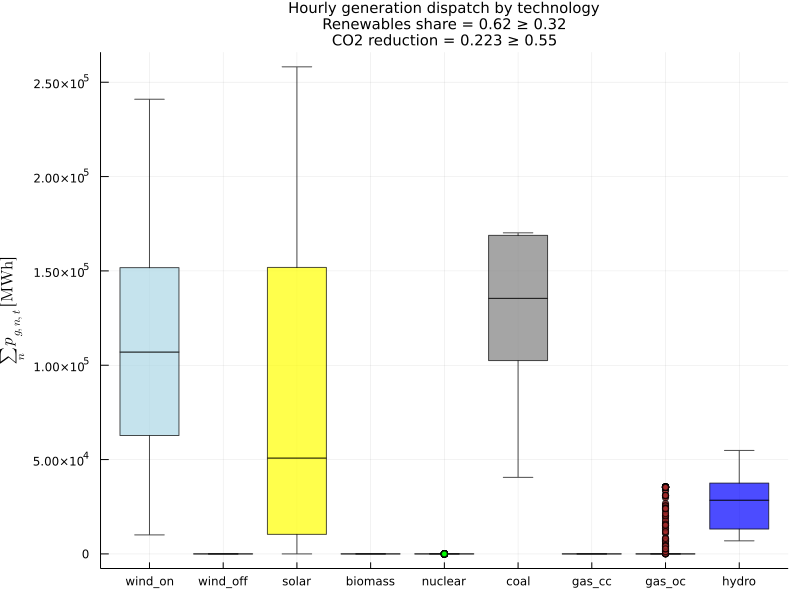 Hourly generation dispatch by technology
Renewables share = 0.62 ≥ 0.32
CO2 reduction = 0.223 ≥ 0.55
∑ₙ p_{g, n, t} [MWh]
2.50×10⁵
2.00×10⁵
1.50×10⁵
1.00×10⁵
5.00×10⁴
0
wind_on wind_off solar biomass nuclear coal gas_cc gas_oc hydro